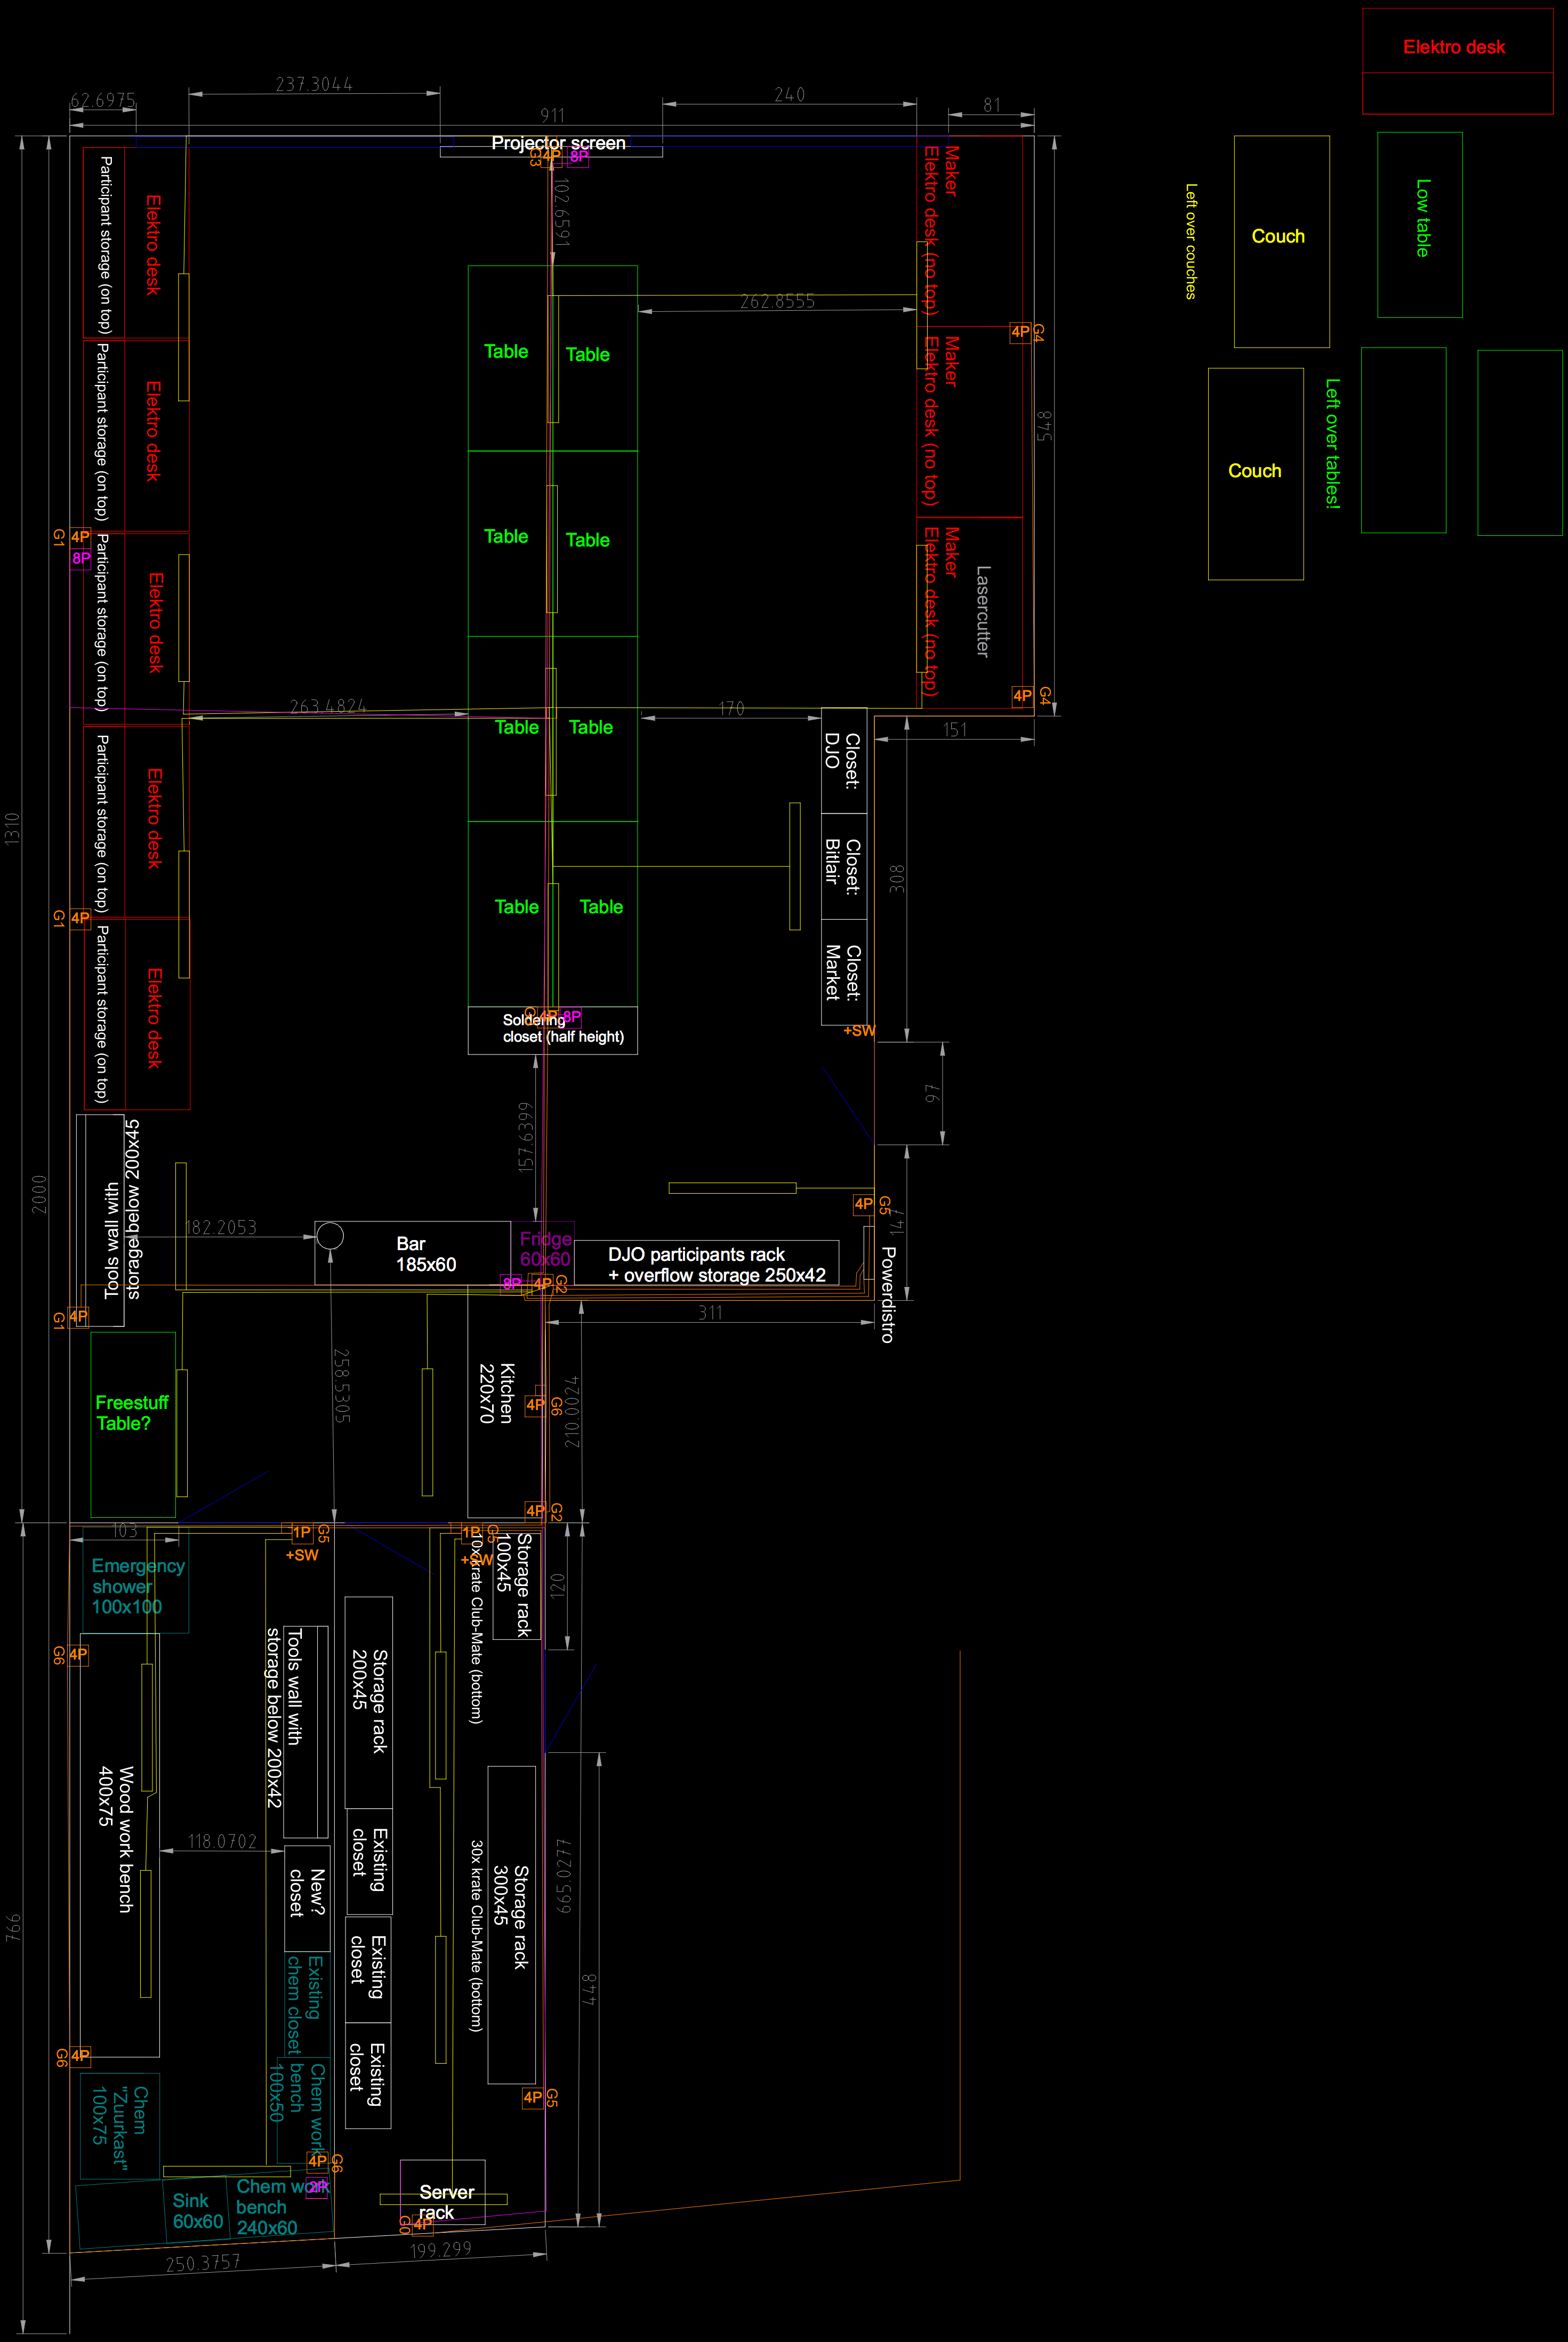 Elektro desk
237.3044
62.6975
240
81
911
Projector screen
G3
4P
8P
102.6591
Participant storage (on top)
Elektro desk
Maker
Elektro desk (no top)
Left over couches
Couch
Low table
262.8555
G4
4P
Table
Table
Participant storage (on top)
Elektro desk
Maker
Elektro desk (no top)
548
Couch
Left over tables!
G1
4P
8P
Table
Table
Participant storage (on top)
Elektro desk
Maker
Elektro desk (no top)
Lasercutter
4P
G4
263.4824
170
151
Table
Table
Closet:
DJO
Participant storage (on top)
Elektro desk
1310
Closet:
Bitlair
308
G1
4P
Table
Table
Closet:
Market
Participant storage (on top)
Elektro desk
4P
8P
Soldering
closet (half height)
+SW
97
157.6399
2000
Tools wall with
storage below 200x45
182.2053
Bar
185x60
Fridge
60x60
4P
G5
147
DJO participants rack
+ overflow storage 250x42
Powerdistro
8P
4P
G2
G1
4P
311
258.5305
Kitchen
220x70
210.0074
Freestuff
Table?
4P
G6
4P
G2
103
1P
G5
+SW
1P
G5
+SW
Storage rack
100x45
10x krate Club-Mate (bottom)
120
Emergency
shower
100x100
G6
4P
Tools wall with
storage below 200x42
Storage rack
200x45
Wood work bench
400x75
118.0702
Existing
closet
Storage rack
300x45
30x krate Club-Mate (bottom)
665.0277
New?
closet
766
Existing
chem closet
Existing
closet
448
G6
4P
Chem work
bench
100x50
Existing
closet
4P
G5
Chem
"Zuurkast"
100x75
4P
G6
2P
Sink
60x60
Chem work
bench
240x60
Server
rack
G0
4P
250.3757
199.299